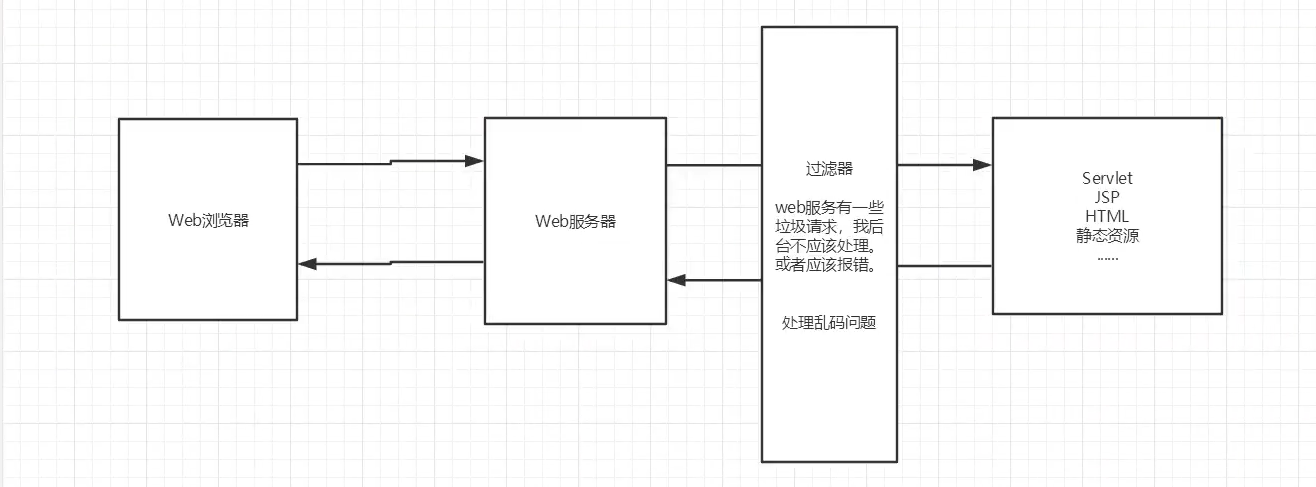 Web浏览器
Web服务器
过滤器
web服务有一些
垃圾请求，我后
台不应该处理。
或者应该报错。
处理乱码问题
Servlet
JSP
HTML
静态资源
......